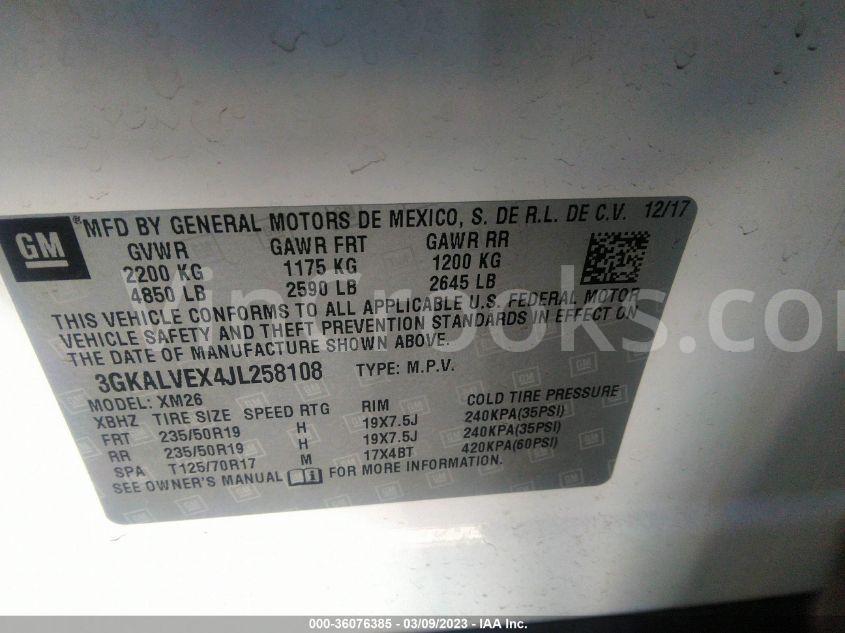 GM
® MFD BY GENERAL MOTORS DE MEXICO, S. DE R.L. DE C.V. 12/17
GVWR GAWR FRT GAWR RR
2200 KG 1175 KG 1200 KG
4850 LB 2590 LB 2645 LB
THIS VEHICLE CONFORMS TO ALL APPLICABLE U.S. FEDERAL MOTOR
VEHICLE SAFETY AND THEFT PREVENTION STANDARDS IN EFFECT ON
THE DATE OF MANUFACTURE SHOWN ABOVE.
3GKALVEX4JL258108 TYPE: M.P.V.
MODEL: XM26
XBHZ TIRE SIZE SPEED RTG RIM COLD TIRE PRESSURE
FRT 235/50R19 H 19X7.5J 240KPA(35PSI)
RR 235/50R19 H 19X7.5J 240KPA(35PSI)
SPA T125/70R17 M 17X4BT 420KPA(60PSI)
SEE OWNER'S MANUAL FOR MORE INFORMATION.
VinCrooks.com
000-36076385 - 03/09/2023 - IAA Inc.